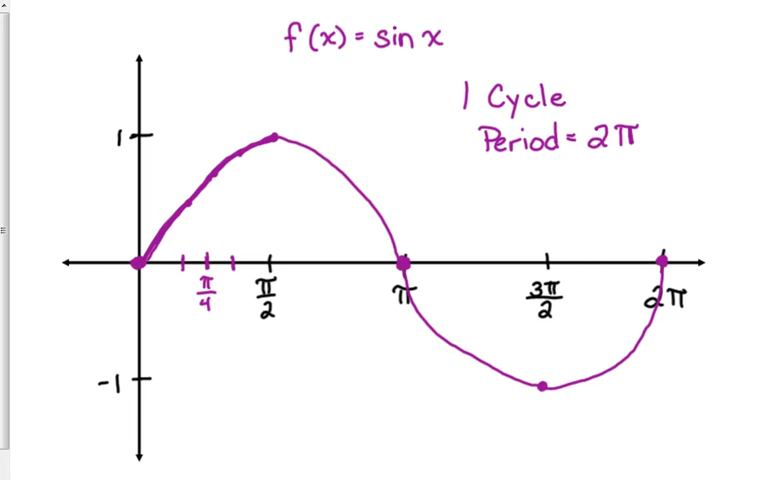 f(x) = sin x
1 Cycle
Period = 2π
1
π/4
π/2
π
3π/2
2π
-1